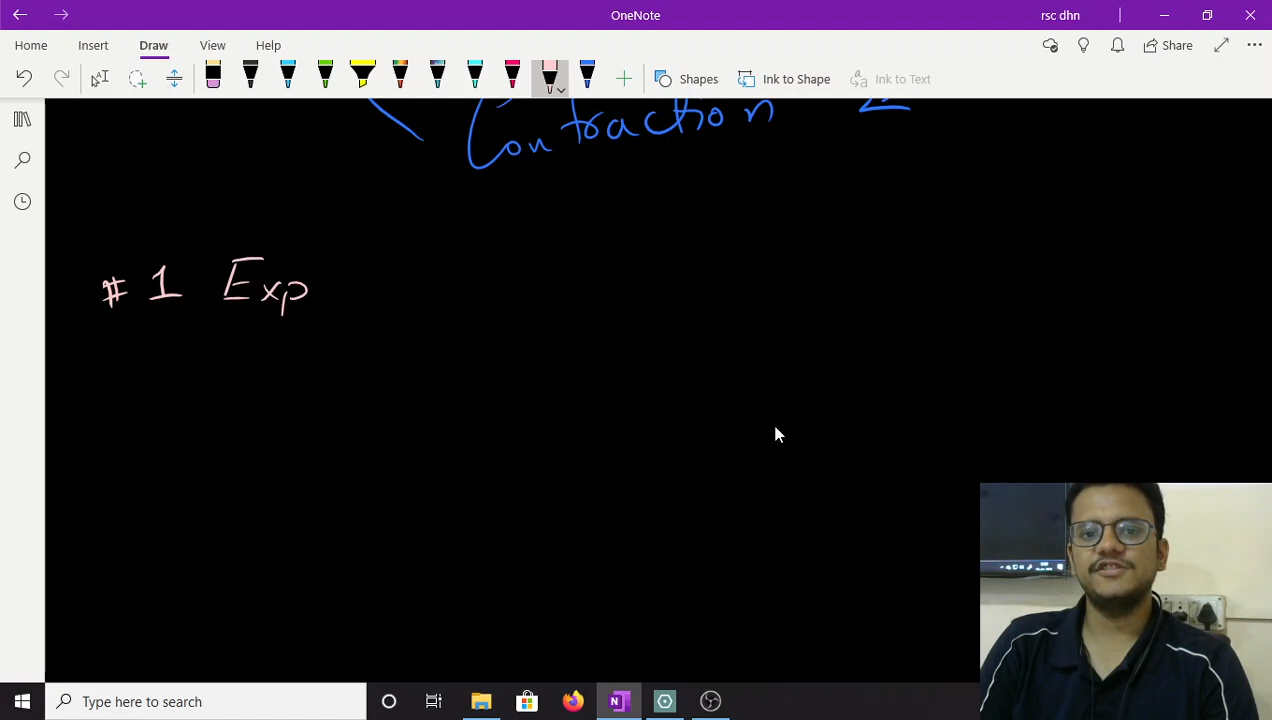 OneNote
rsc dhn
Home Insert Draw View Help
Share
Shapes Ink to Shape Ink to Text
Contraction
# 1 Exp
Type here to search